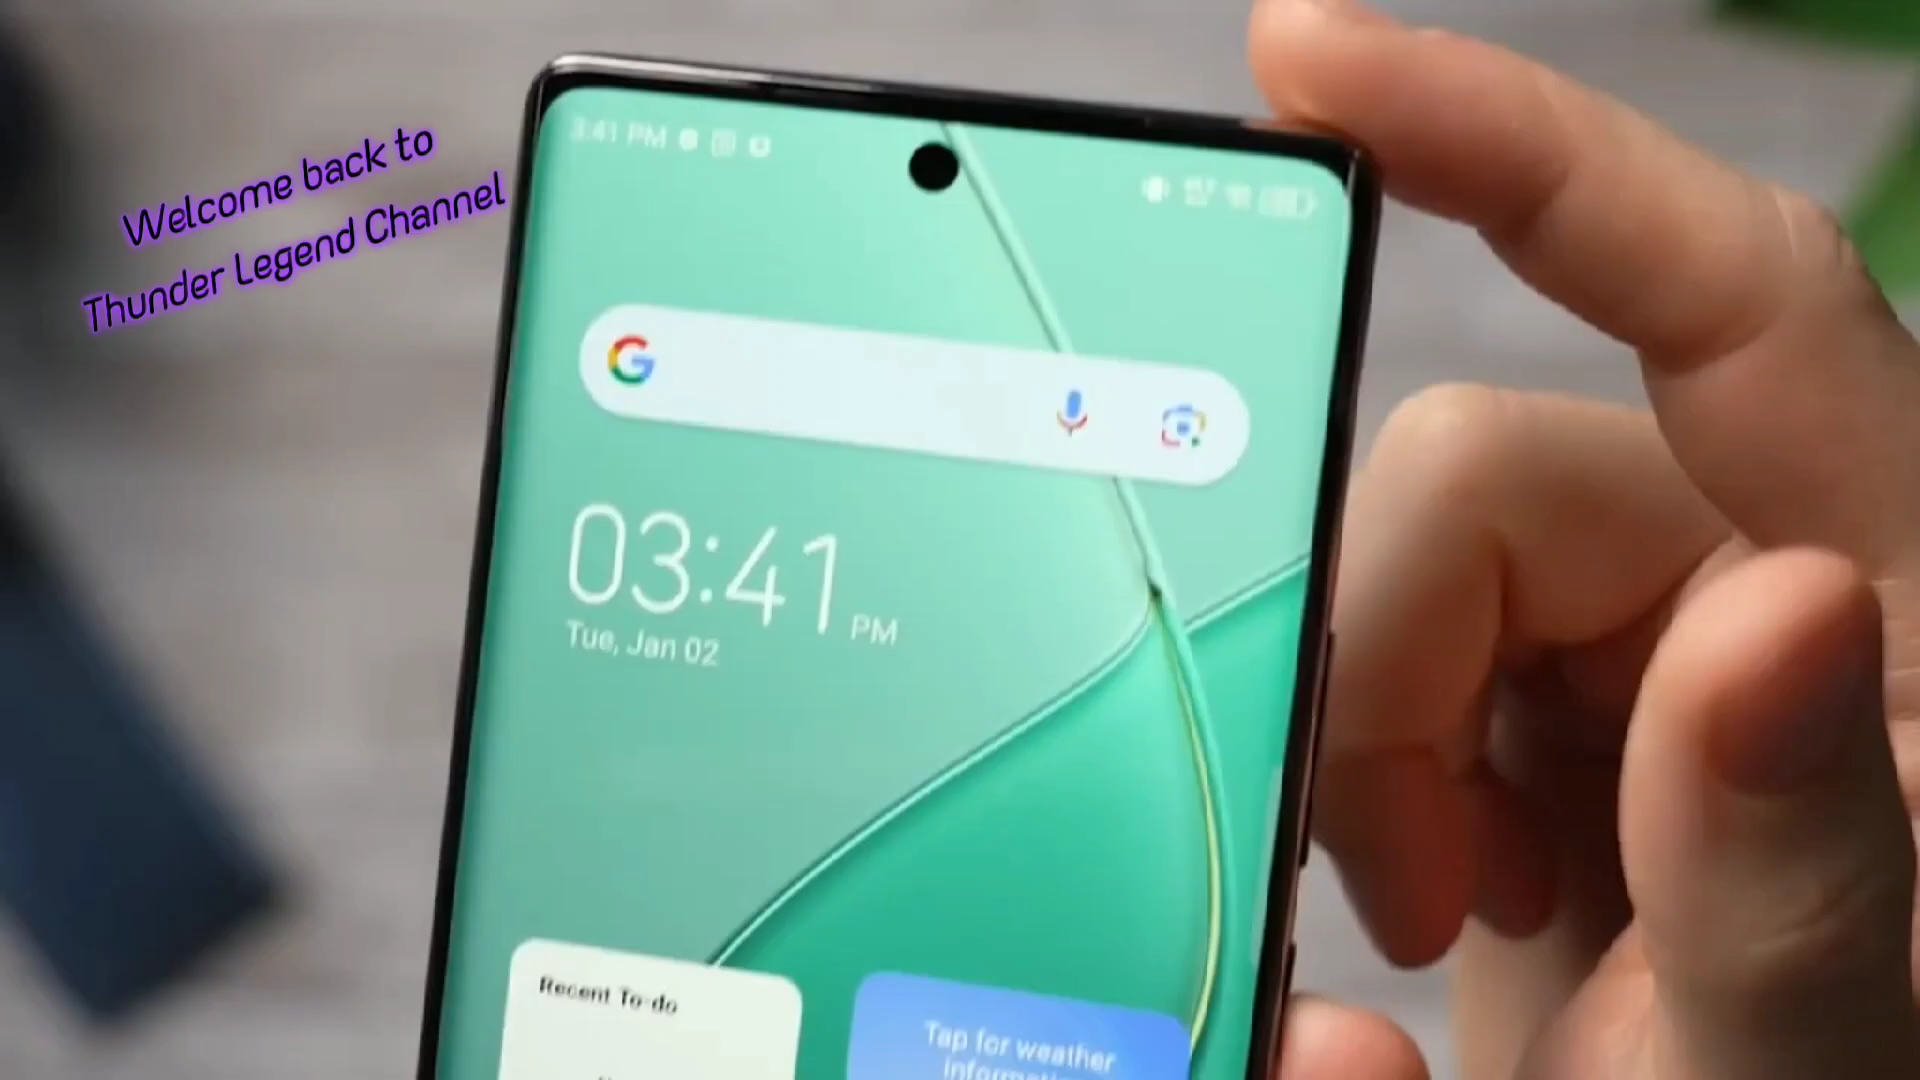 Welcome back to
Thunder Legend Channel
3:41 PM
03:41 PM
Tue, Jan 02
Recent To-do
Tap for weather
information